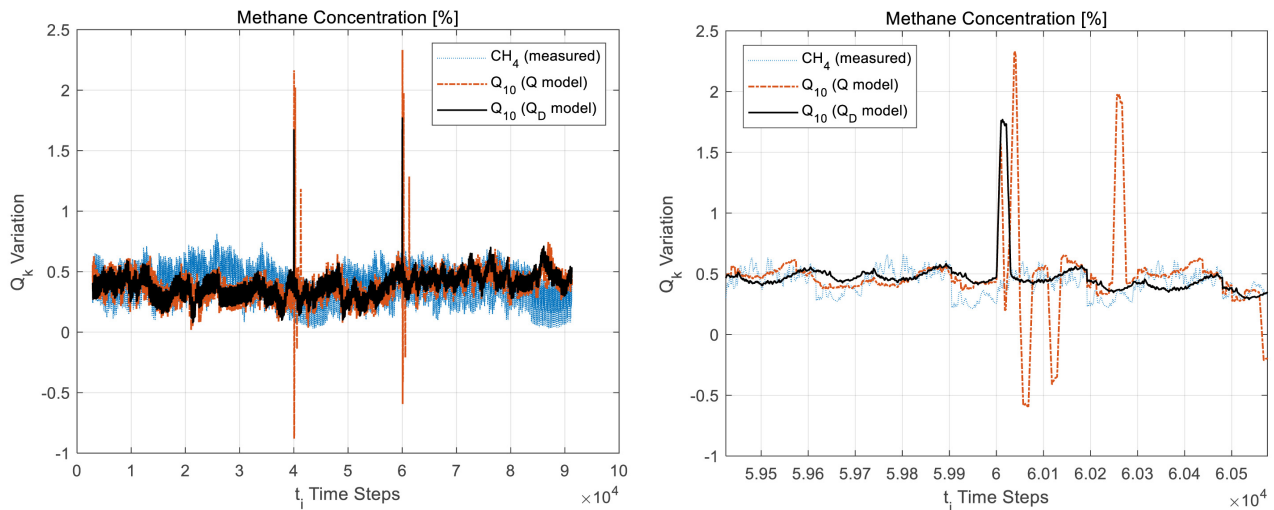 Methane Concentration [%]
2.5
2
1.5
1
0.5
0
-0.5
-1
Q_k Variation
CH_4 (measured)
Q_10 (Q model)
Q_10 (Q_D model)
0 1 2 3 4 5 6 7 8 9 10
×10^4
t_i Time Steps
Methane Concentration [%]
2.5
2
1.5
1
0.5
0
-0.5
-1
Q_k Variation
CH_4 (measured)
Q_10 (Q model)
Q_10 (Q_D model)
5.95 5.96 5.97 5.98 5.99 6 6.01 6.02 6.03 6.04 6.05
×10^4
t_i Time Steps